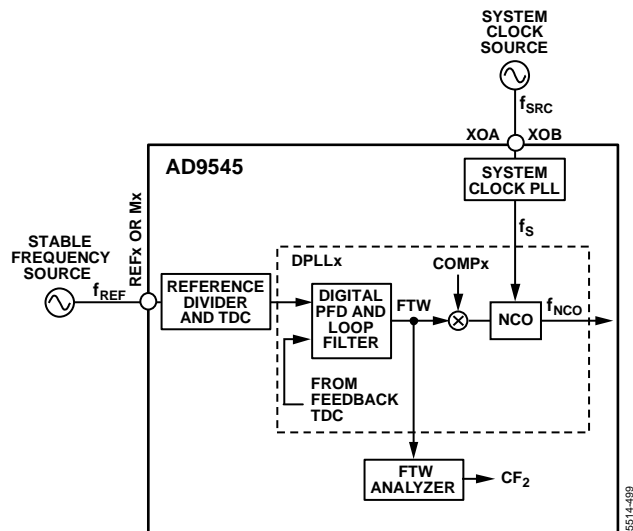 SYSTEM
CLOCK
SOURCE
fSRC
XOA
XOB
AD9545
SYSTEM
CLOCK PLL
fS
REFx OR Mx
STABLE
FREQUENCY
SOURCE
fREF
REFERENCE
DIVIDER
AND TDC
DPLLx
COMPx
DIGITAL
PFD AND
LOOP
FILTER
FTW
NCO
fNCO
FROM
FEEDBACK
TDC
FTW
ANALYZER
CF2